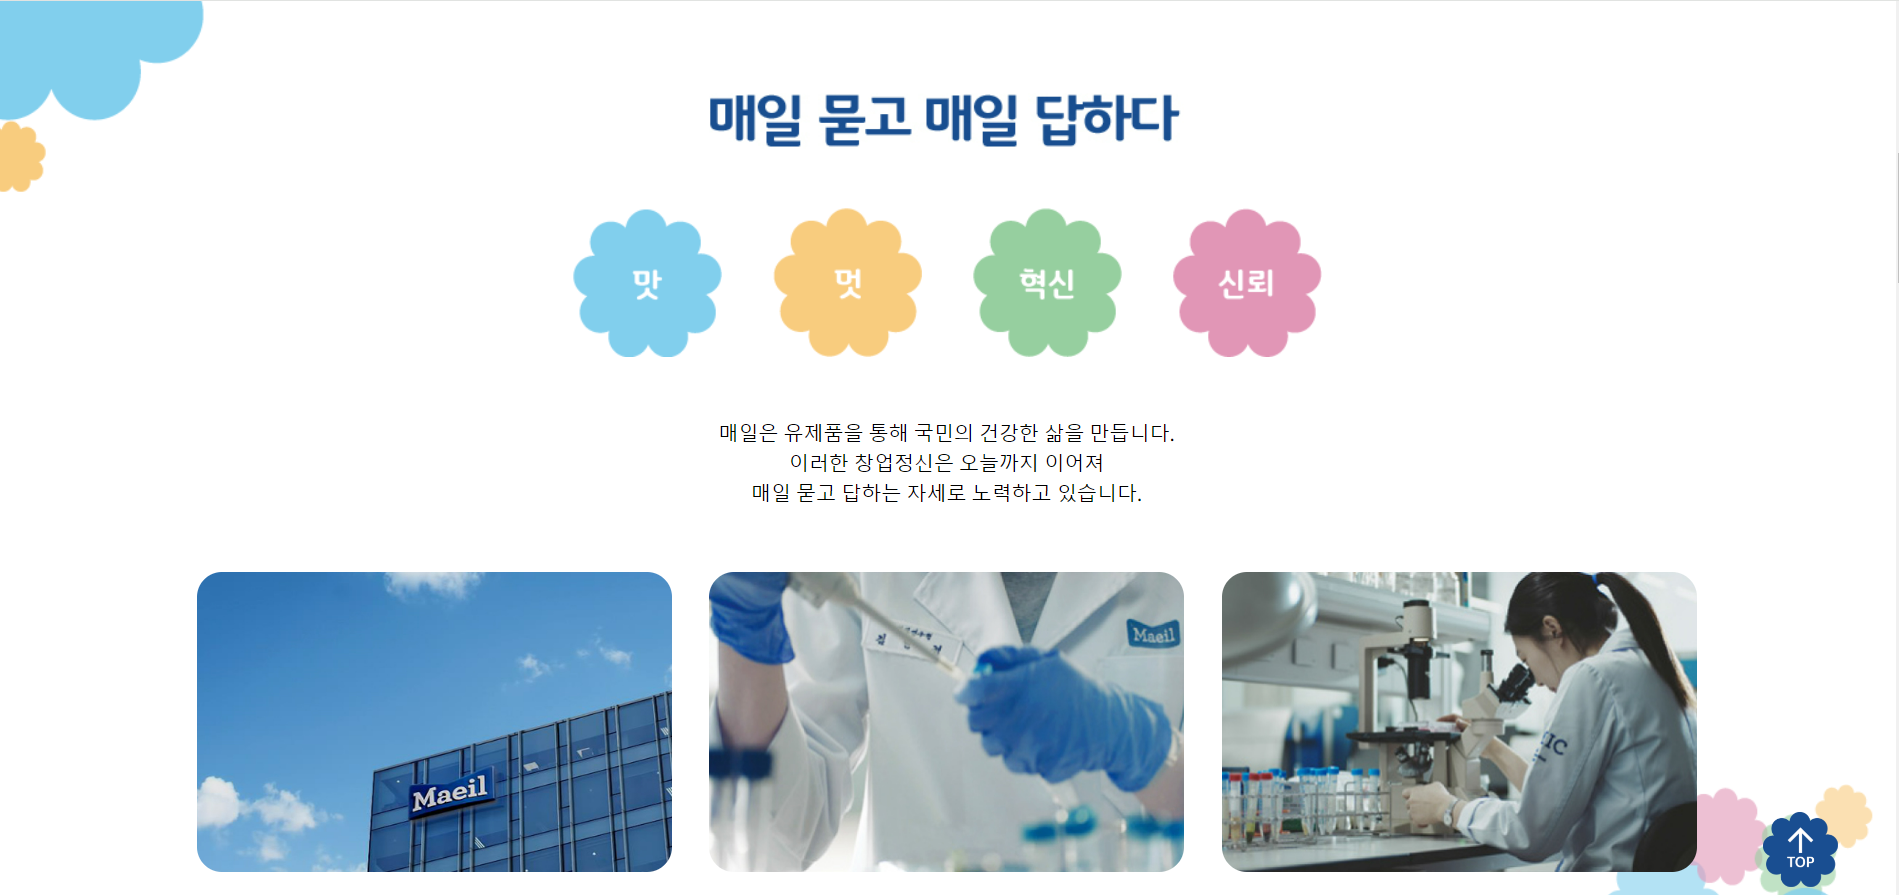 매일 묻고 매일 답하다
맛
멋
혁신
신뢰
매일은 유제품을 통해 국민의 건강한 삶을 만듭니다.
이러한 창업정신은 오늘까지 이어져
매일 묻고 답하는 자세로 노력하고 있습니다.
Maeil
Maeil
TOP